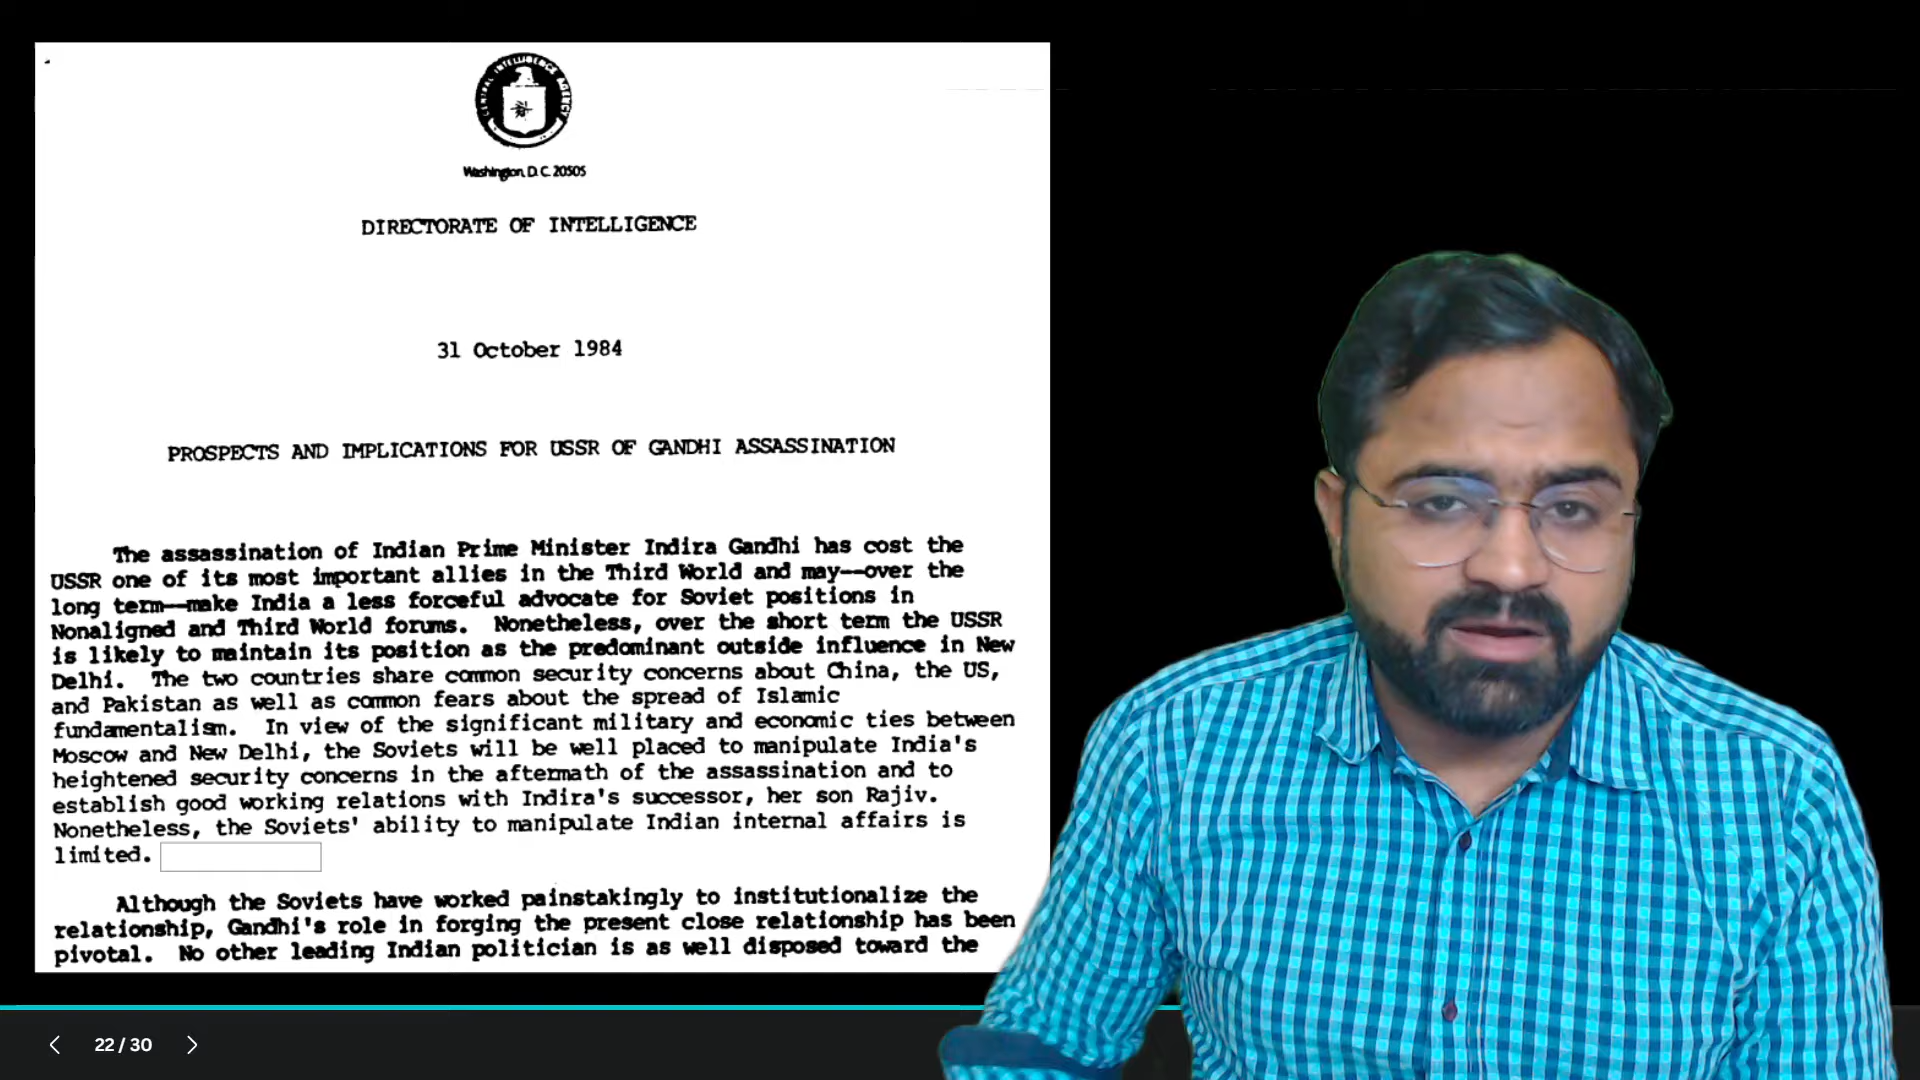 CENTRAL INTELLIGENCE AGENCY
Washington, D.C. 20505
DIRECTORATE OF INTELLIGENCE
31 October 1984
PROSPECTS AND IMPLICATIONS FOR USSR OF GANDHI ASSASSINATION
The assassination of Indian Prime Minister Indira Gandhi has cost the
USSR one of its most important allies in the Third World and may--over the
long term--make India a less forceful advocate for Soviet positions in
Nonaligned and Third World forums. Nonetheless, over the short term the USSR
is likely to maintain its position as the predominant outside influence in New
Delhi. The two countries share common security concerns about China, the US,
and Pakistan as well as common fears about the spread of Islamic
fundamentalism. In view of the significant military and economic ties between
Moscow and New Delhi, the Soviets will be well placed to manipulate India's
heightened security concerns in the aftermath of the assassination and to
establish good working relations with Indira's successor, her son Rajiv.
Nonetheless, the Soviets' ability to manipulate Indian internal affairs is
limited.
Although the Soviets have worked painstakingly to institutionalize the
relationship, Gandhi's role in forging the present close relationship has been
pivotal. No other leading Indian politician is as well disposed toward the
22 / 30